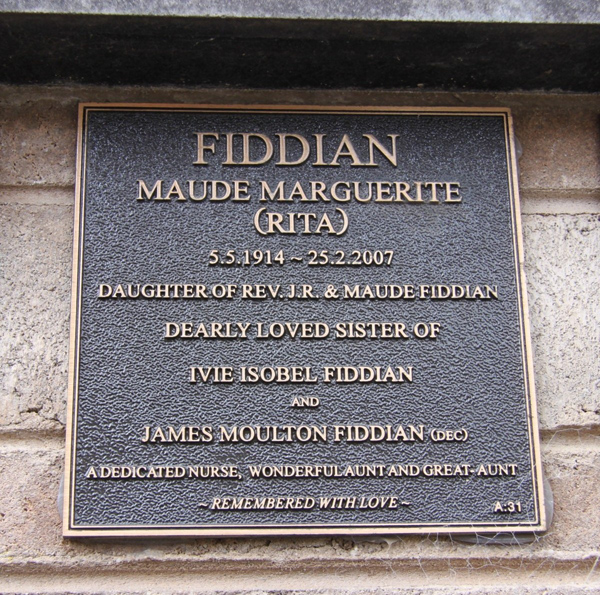 FIDDIAN
MAUDE MARGUERITE
(RITA)
5.5.1914 ~ 25.2.2007
DAUGHTER OF REV. J.R. & MAUDE FIDDIAN
DEARLY LOVED SISTER OF
IVIE ISOBEL FIDDIAN
AND
JAMES MOULTON FIDDIAN (DEC)
A DEDICATED NURSE, WONDERFUL AUNT AND GREAT-AUNT
~ REMEMBERED WITH LOVE ~
A:31